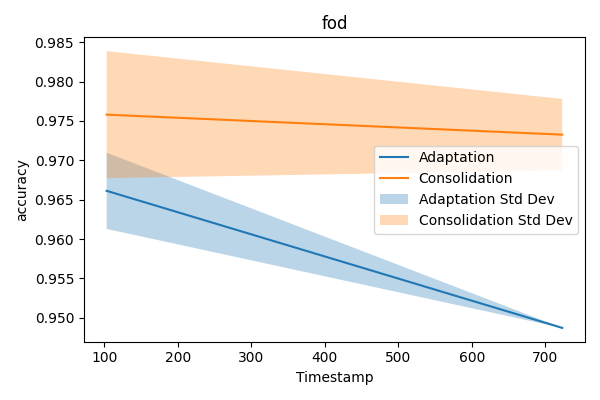 fod
0.985
0.980
0.975
0.970
0.965
0.960
0.955
0.950
accuracy
Adaptation
Consolidation
Adaptation Std Dev
Consolidation Std Dev
100 200 300 400 500 600 700
Timestamp